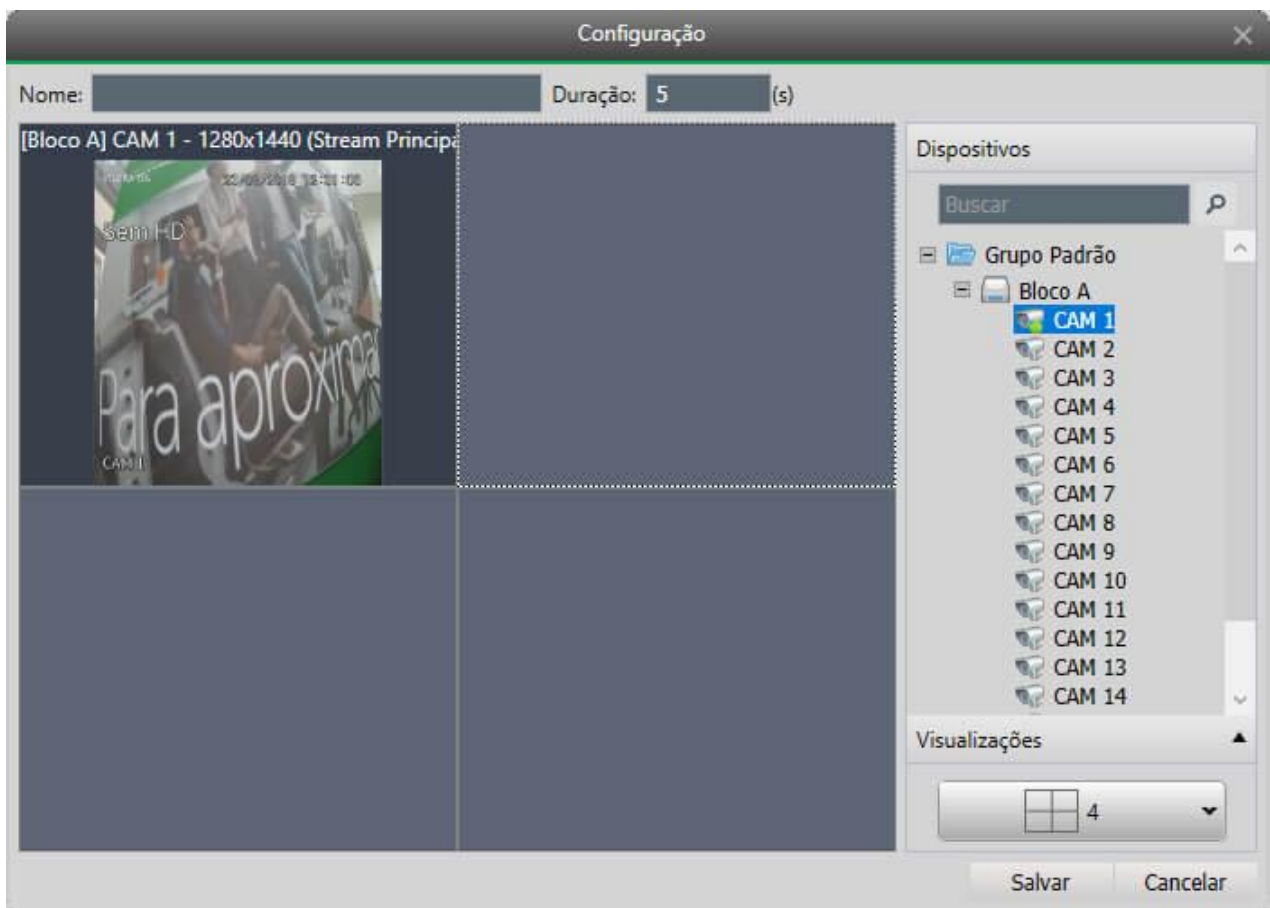 Configuração
Nome:
Duração: 5 (s)
[Bloco A] CAM 1 - 1280x1440 (Stream Principa
Sem HD
Para aproximar
CAM 1
Dispositivos
Buscar
Grupo Padrão
Bloco A
CAM 1
CAM 2
CAM 3
CAM 4
CAM 5
CAM 6
CAM 7
CAM 8
CAM 9
CAM 10
CAM 11
CAM 12
CAM 13
CAM 14
Visualizações
4
Salvar
Cancelar